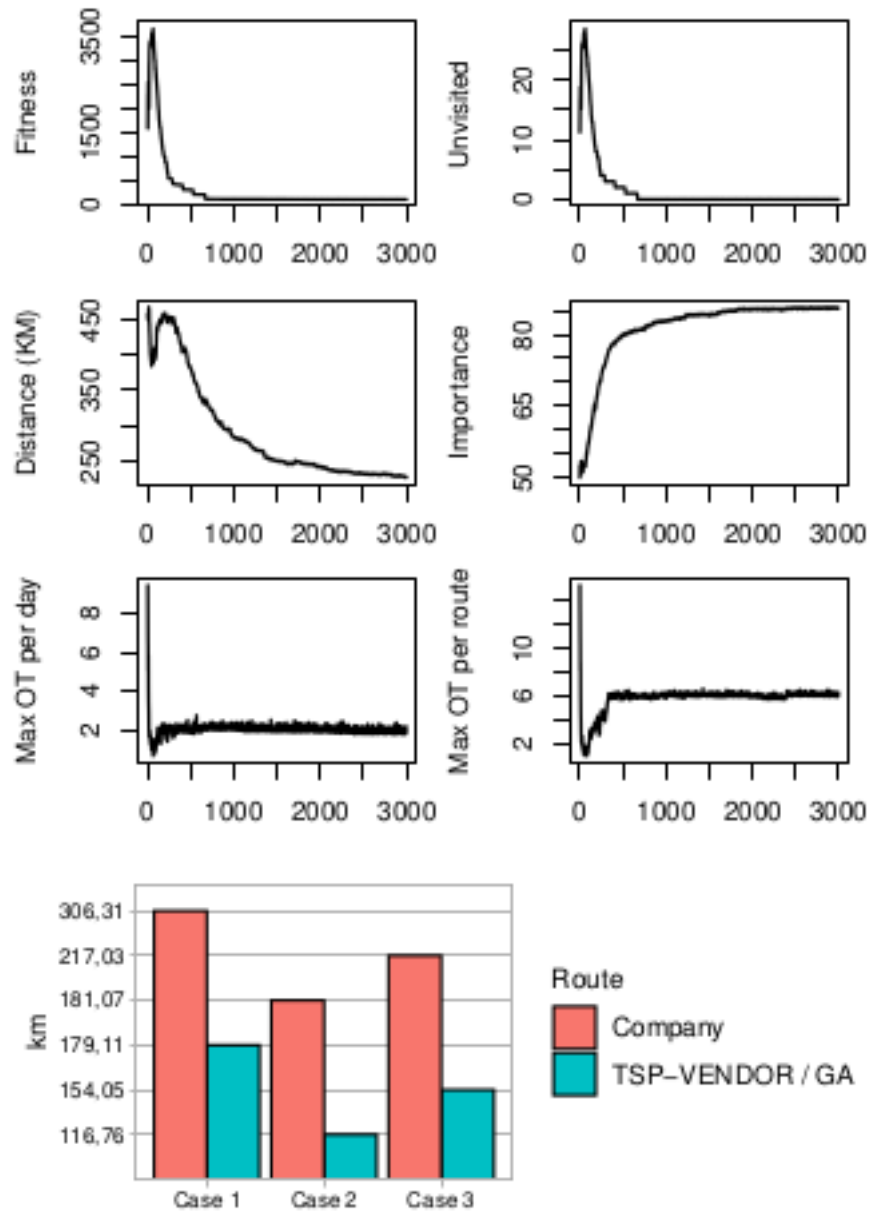 Fitness
3500
1500
0
0 1000 2000 3000
Unvisited
20
10
0
0 1000 2000 3000
Distance (KM)
450
350
250
0 1000 2000 3000
Importance
80
65
50
0 1000 2000 3000
Max OT per day
8
6
4
2
0 1000 2000 3000
Max OT per route
10
6
2
0 1000 2000 3000
km
306,31
217,03
181,07
179,11
154,05
116,76
Case 1 Case 2 Case 3
Route
Company
TSP−VENDOR / GA